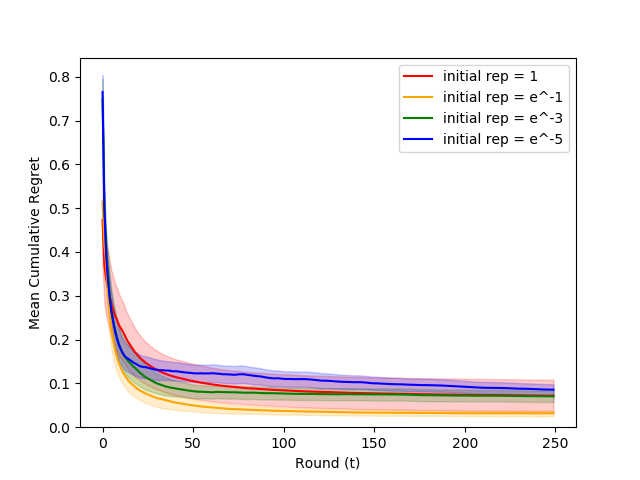 initial rep = 1
initial rep = e^-1
initial rep = e^-3
initial rep = e^-5
Mean Cumulative Regret
0.8
0.7
0.6
0.5
0.4
0.3
0.2
0.1
0.0
0 50 100 150 200 250
Round (t)